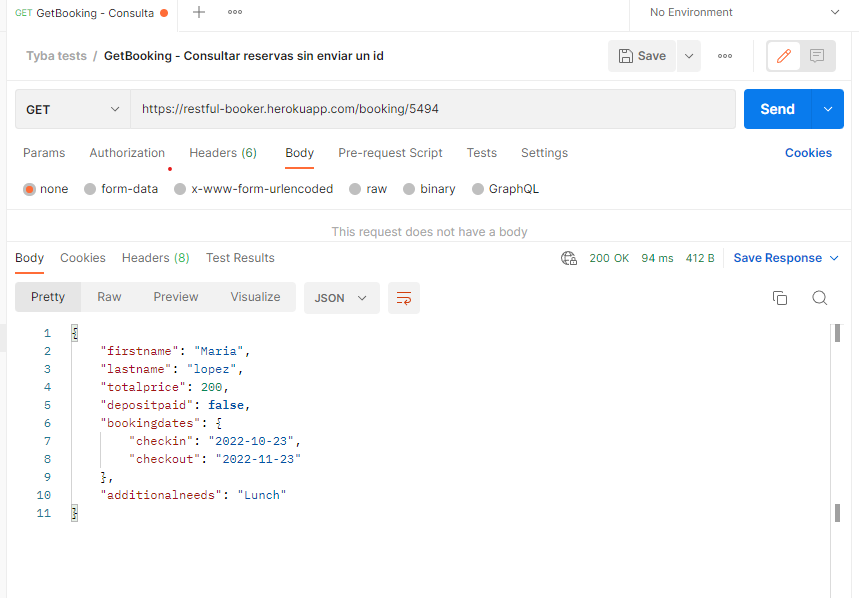 GET GetBooking - Consulta
No Environment
Tyba tests / GetBooking - Consultar reservas sin enviar un id
Save
GET
https://restful-booker.herokuapp.com/booking/5494
Send
Params Authorization Headers (6) Body Pre-request Script Tests Settings Cookies
none form-data x-www-form-urlencoded raw binary GraphQL
This request does not have a body
Body Cookies Headers (8) Test Results 200 OK 94 ms 412 B Save Response
Pretty Raw Preview Visualize JSON
1 {
2 "firstname": "Maria",
3 "lastname": "lopez",
4 "totalprice": 200,
5 "depositpaid": false,
6 "bookingdates": {
7 "checkin": "2022-10-23",
8 "checkout": "2022-11-23"
9 },
10 "additionalneeds": "Lunch"
11 }